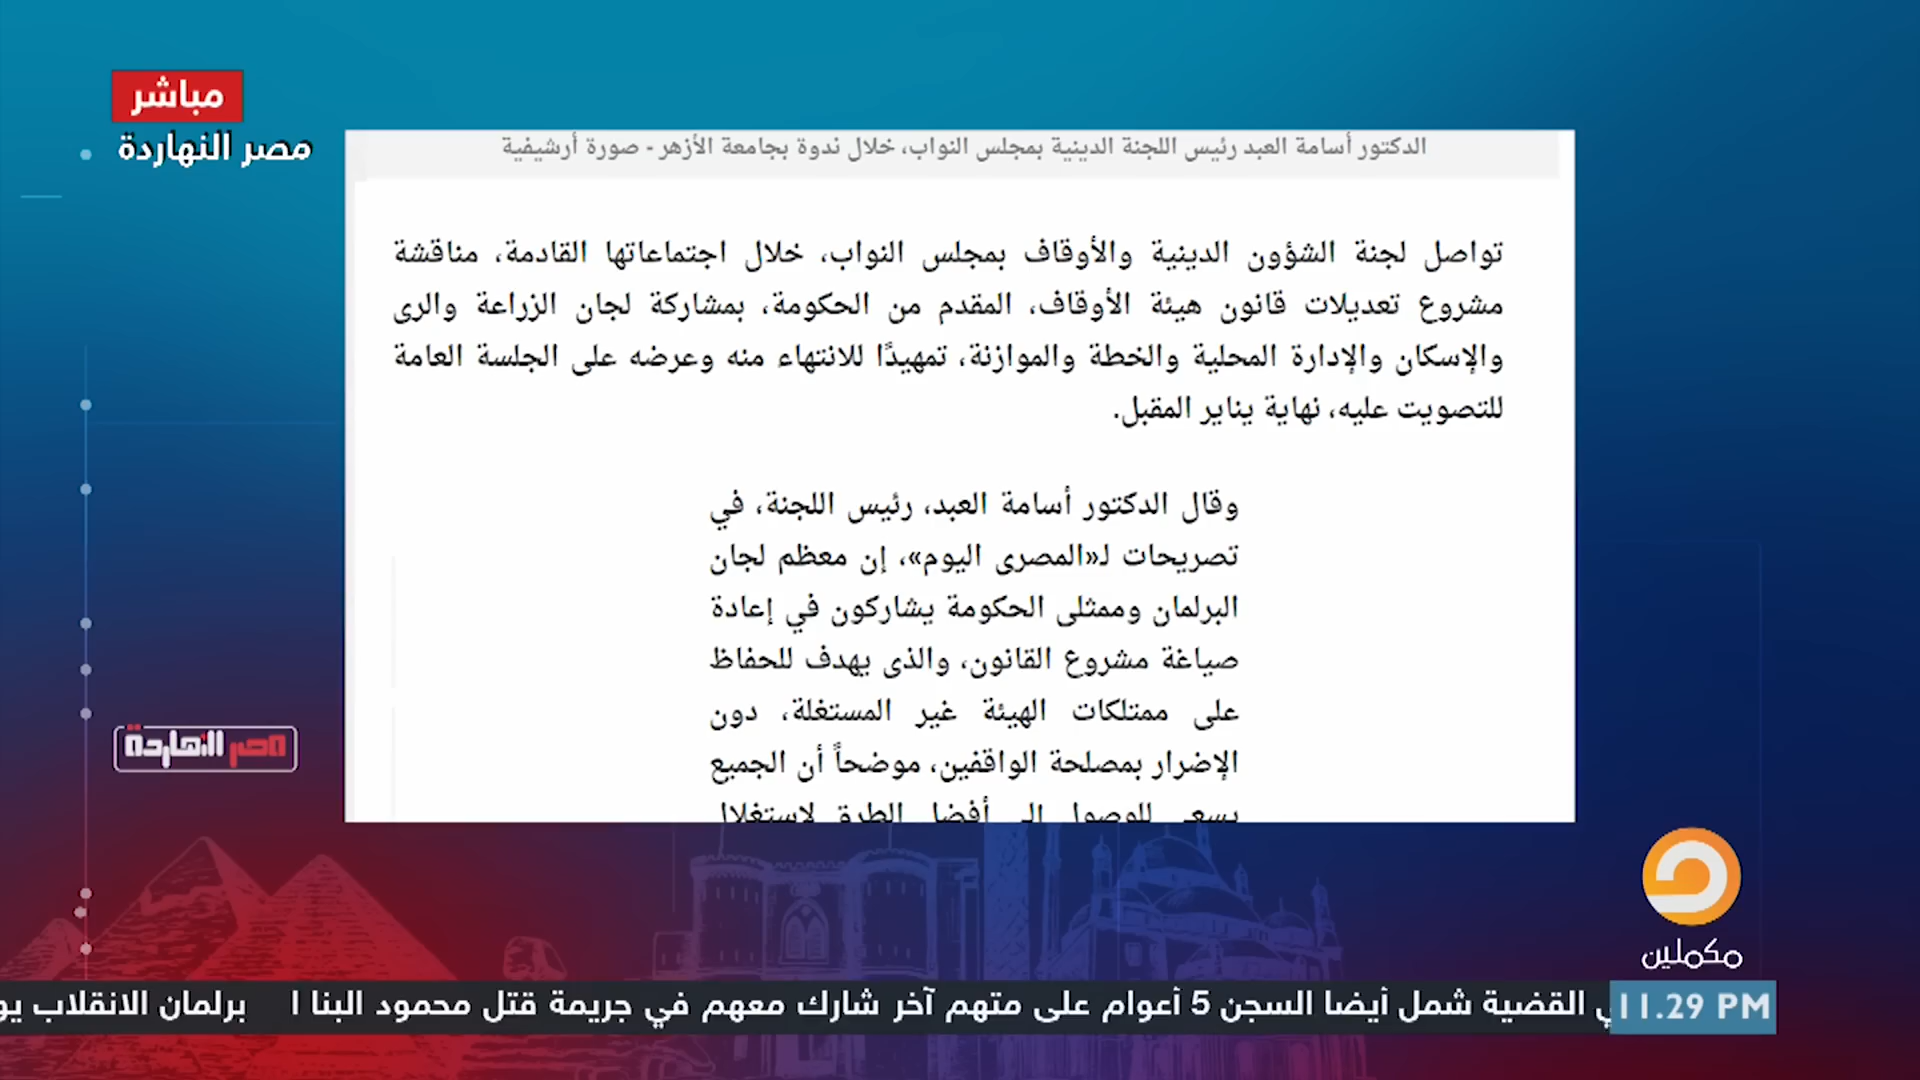 مباشر
مصر النهاردة
الدكتور أسامة العبد رئيس اللجنة الدينية بمجلس النواب، خلال ندوة بجامعة الأزهر - صورة أرشيفية
تواصل لجنة الشؤون الدينية والأوقاف بمجلس النواب، خلال اجتماعاتها القادمة، مناقشة
مشروع تعديلات قانون هيئة الأوقاف، المقدم من الحكومة، بمشاركة لجان الزراعة والرى
والإسكان والإدارة المحلية والخطة والموازنة، تمهيدًا للانتهاء منه وعرضه على الجلسة العامة
للتصويت عليه، نهاية يناير المقبل.
وقال الدكتور أسامة العبد، رئيس اللجنة، في
تصريحات لـ«المصرى اليوم»، إن معظم لجان
البرلمان وممثلى الحكومة يشاركون في إعادة
صياغة مشروع القانون، والذى يهدف للحفاظ
على ممتلكات الهيئة غير المستغلة، دون
الإضرار بمصلحة الواقفين، موضحاً أن الجميع
يسعى للوصول إلى أفضل الطرق لاستغلال
مصر النهاردة
مكملين
القضية شمل أيضا السجن 5 أعوام على متهم آخر شارك معهم في جريمة قتل محمود البنا ا برلمان الانقلاب
11.29 PM